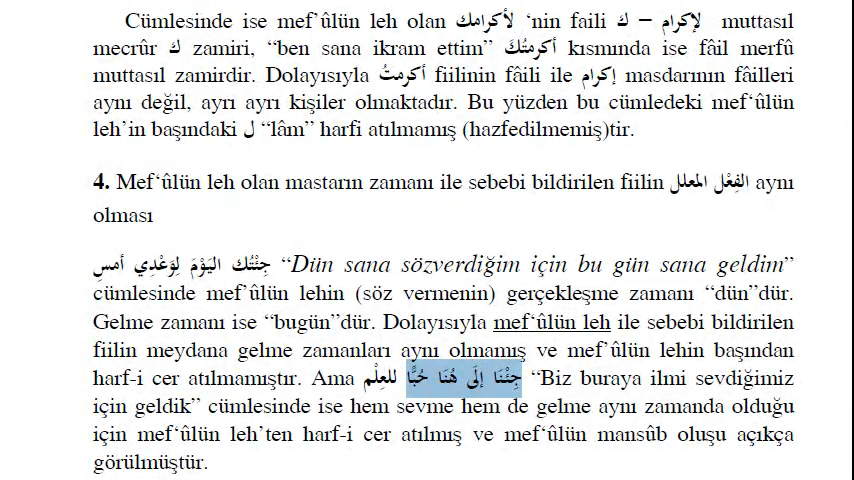 Cümlesinde ise mef‘ûlün leh olan لأكرامك ‘nin faili ك – لإكرام muttasıl
mecrûr ك zamiri, “ben sana ikram ettim” أكرمتُكَ kısmında ise fâil merfû
muttasıl zamirdir. Dolayısıyla أكرمتُ fiilinin fâili ile إكرام masdarının fâilleri
aynı değil, ayrı ayrı kişiler olmaktadır. Bu yüzden bu cümledeki mef‘ûlün
leh’in başındaki ل “lâm” harfi atılmamış (hazfedilmemiş)tir.
4. Mef‘ûlün leh olan mastarın zamanı ile sebebi bildirilen fiilin الفِعْل المعلل aynı
olması
جِئْتُك اليَوْمَ لِوَعْدِي أمسِ “Dün sana sözverdiğim için bu gün sana geldim”
cümlesinde mef‘ûlün lehin (söz vermenin) gerçekleşme zamanı “dün”dür.
Gelme zamanı ise “bugün”dür. Dolayısıyla mef‘ûlün leh ile sebebi bildirilen
fiilin meydana gelme zamanları aynı olmamış ve mef‘ûlün lehin başından
harf-i cer atılmamıştır. Ama جِئْنَا إلَى هُنَا حُبًّا للعِلْم “Biz buraya ilmi sevdiğimiz
için geldik” cümlesinde ise hem sevme hem de gelme aynı zamanda olduğu
için mef‘ûlün leh’ten harf-i cer atılmış ve mef‘ûlün mansûb oluşu açıkça
görülmüştür.